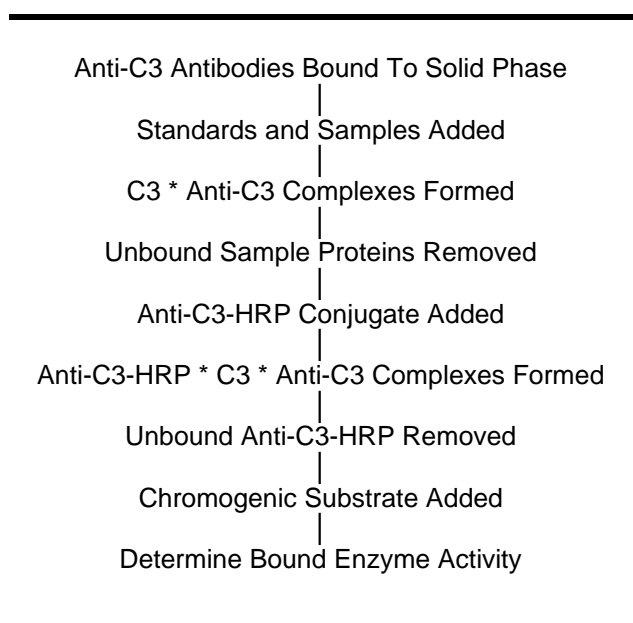 Anti-C3 Antibodies Bound To Solid Phase
Standards and Samples Added
C3 * Anti-C3 Complexes Formed
Unbound Sample Proteins Removed
Anti-C3-HRP Conjugate Added
Anti-C3-HRP * C3 * Anti-C3 Complexes Formed
Unbound Anti-C3-HRP Removed
Chromogenic Substrate Added
Determine Bound Enzyme Activity